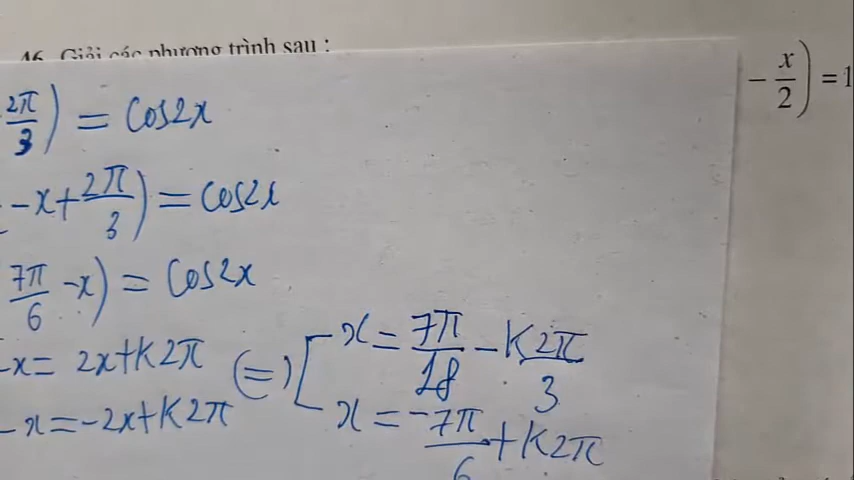 46. Giải các phương trình sau :
- x/2) = 1
2π/3) = cos2x
- x + 2π/3) = cos2x
7π/6 - x) = cos2x
- x = 2x + K2π (=) [ x = 7π/18 - K2π/3
- x = -2x + K2π x = -7π/6 + K2π